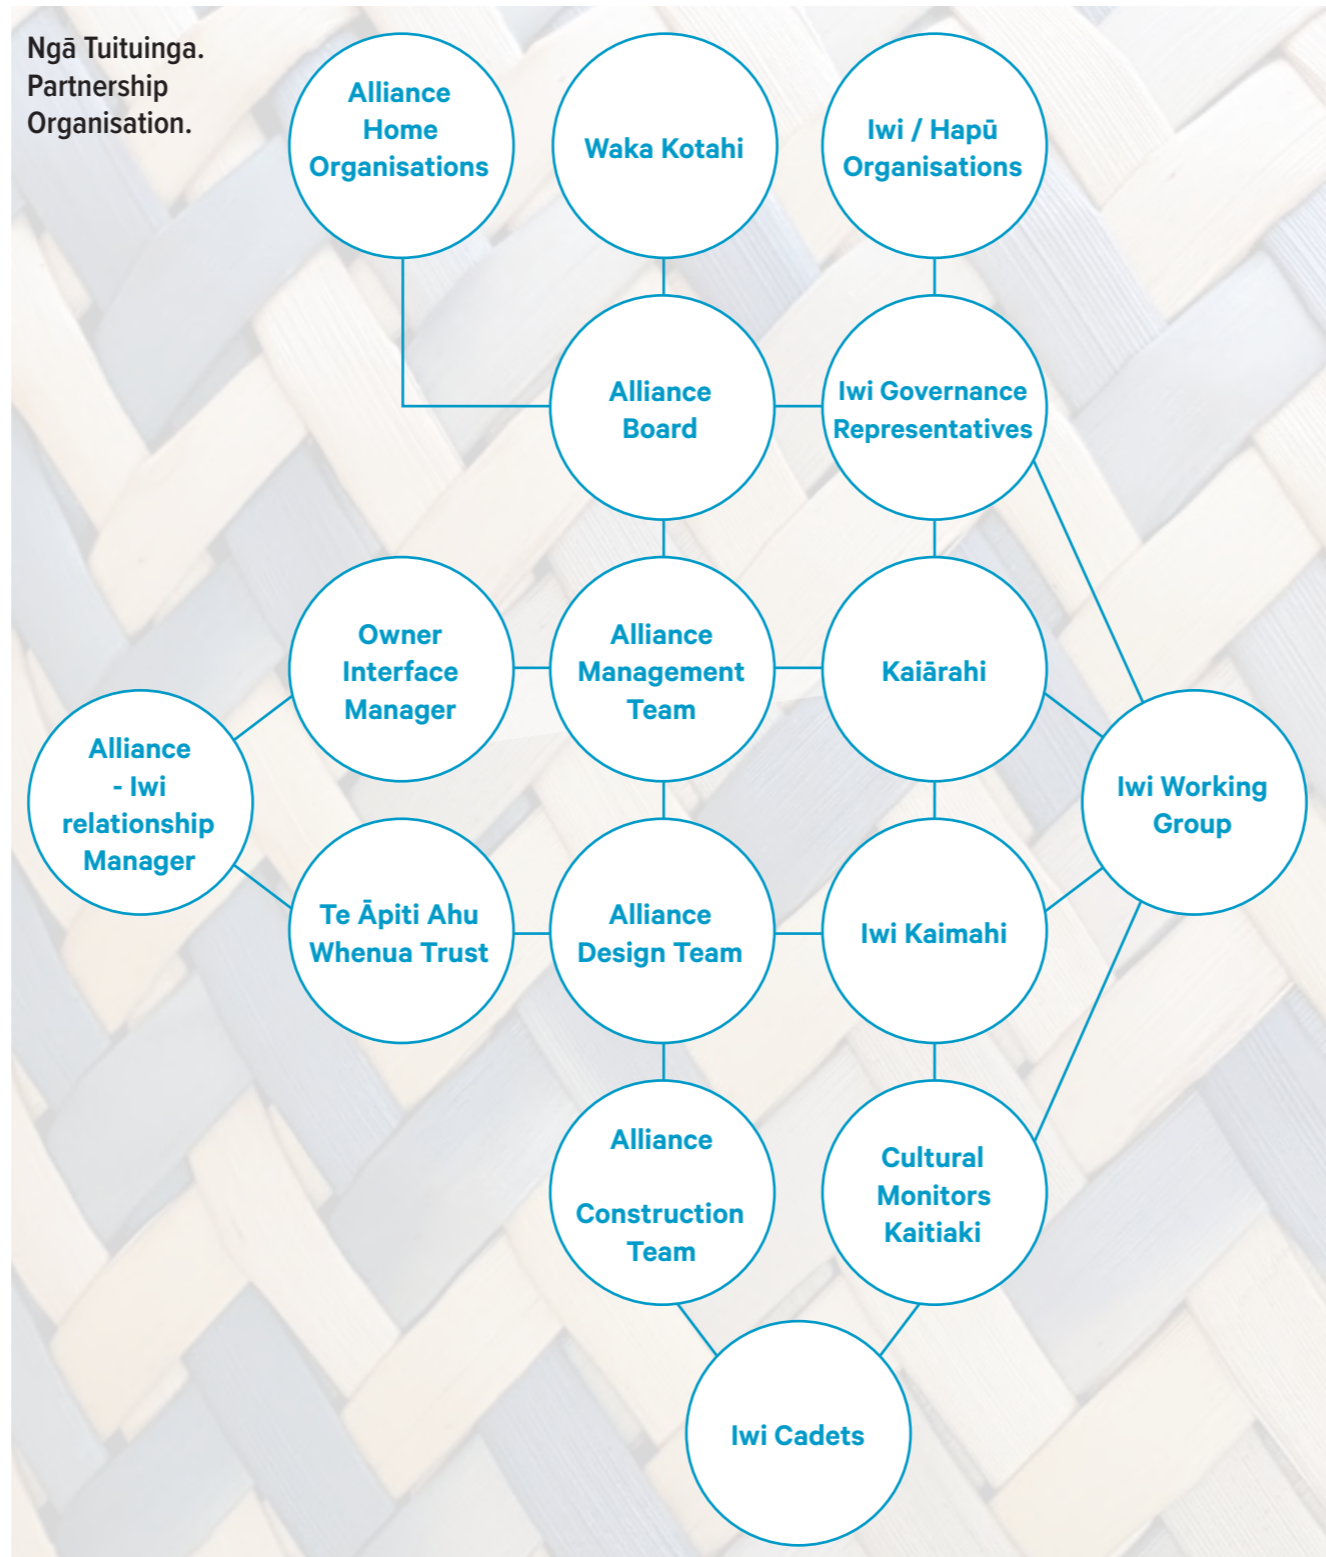 Ngā Tuituinga.
Partnership
Organisation.
Alliance
Home
Organisations
Waka Kotahi
Iwi / Hapū
Organisations
Alliance
Board
Iwi Governance
Representatives
Owner
Interface
Manager
Alliance
Management
Team
Kaiārahi
Alliance
- Iwi
relationship
Manager
Iwi Working
Group
Te Āpiti Ahu
Whenua Trust
Alliance
Design Team
Iwi Kaimahi
Alliance
Construction
Team
Cultural
Monitors
Kaitiaki
Iwi Cadets